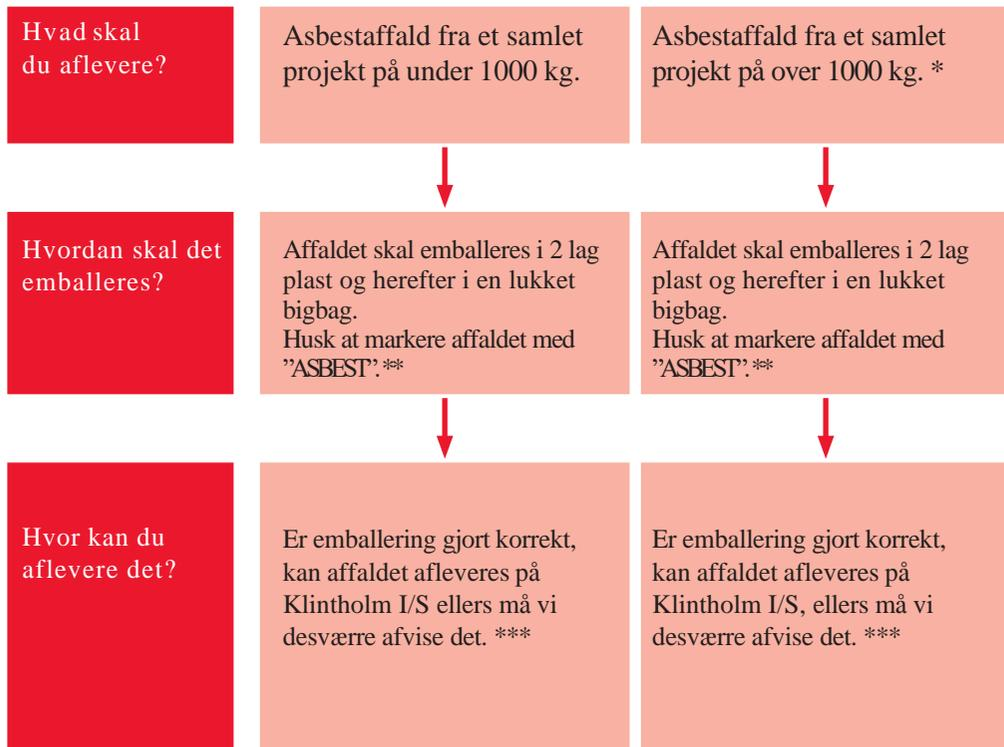 Hvad skal
du aflevere?
Asbestaffald fra et samlet
projekt på under 1000 kg.
Asbestaffald fra et samlet
projekt på over 1000 kg. *
Hvordan skal det
emballeres?
Affaldet skal emballeres i 2 lag
plast og herefter i en lukket
bigbag.
Husk at markere affaldet med
”ASBEST”.**
Affaldet skal emballeres i 2 lag
plast og herefter i en lukket
bigbag.
Husk at markere affaldet med
”ASBEST”.**
Hvor kan du
aflevere det?
Er emballering gjort korrekt,
kan affaldet afleveres på
Klintholm I/S ellers må vi
desværre afvise det. ***
Er emballering gjort korrekt,
kan affaldet afleveres på
Klintholm I/S, ellers må vi
desværre afvise det. ***